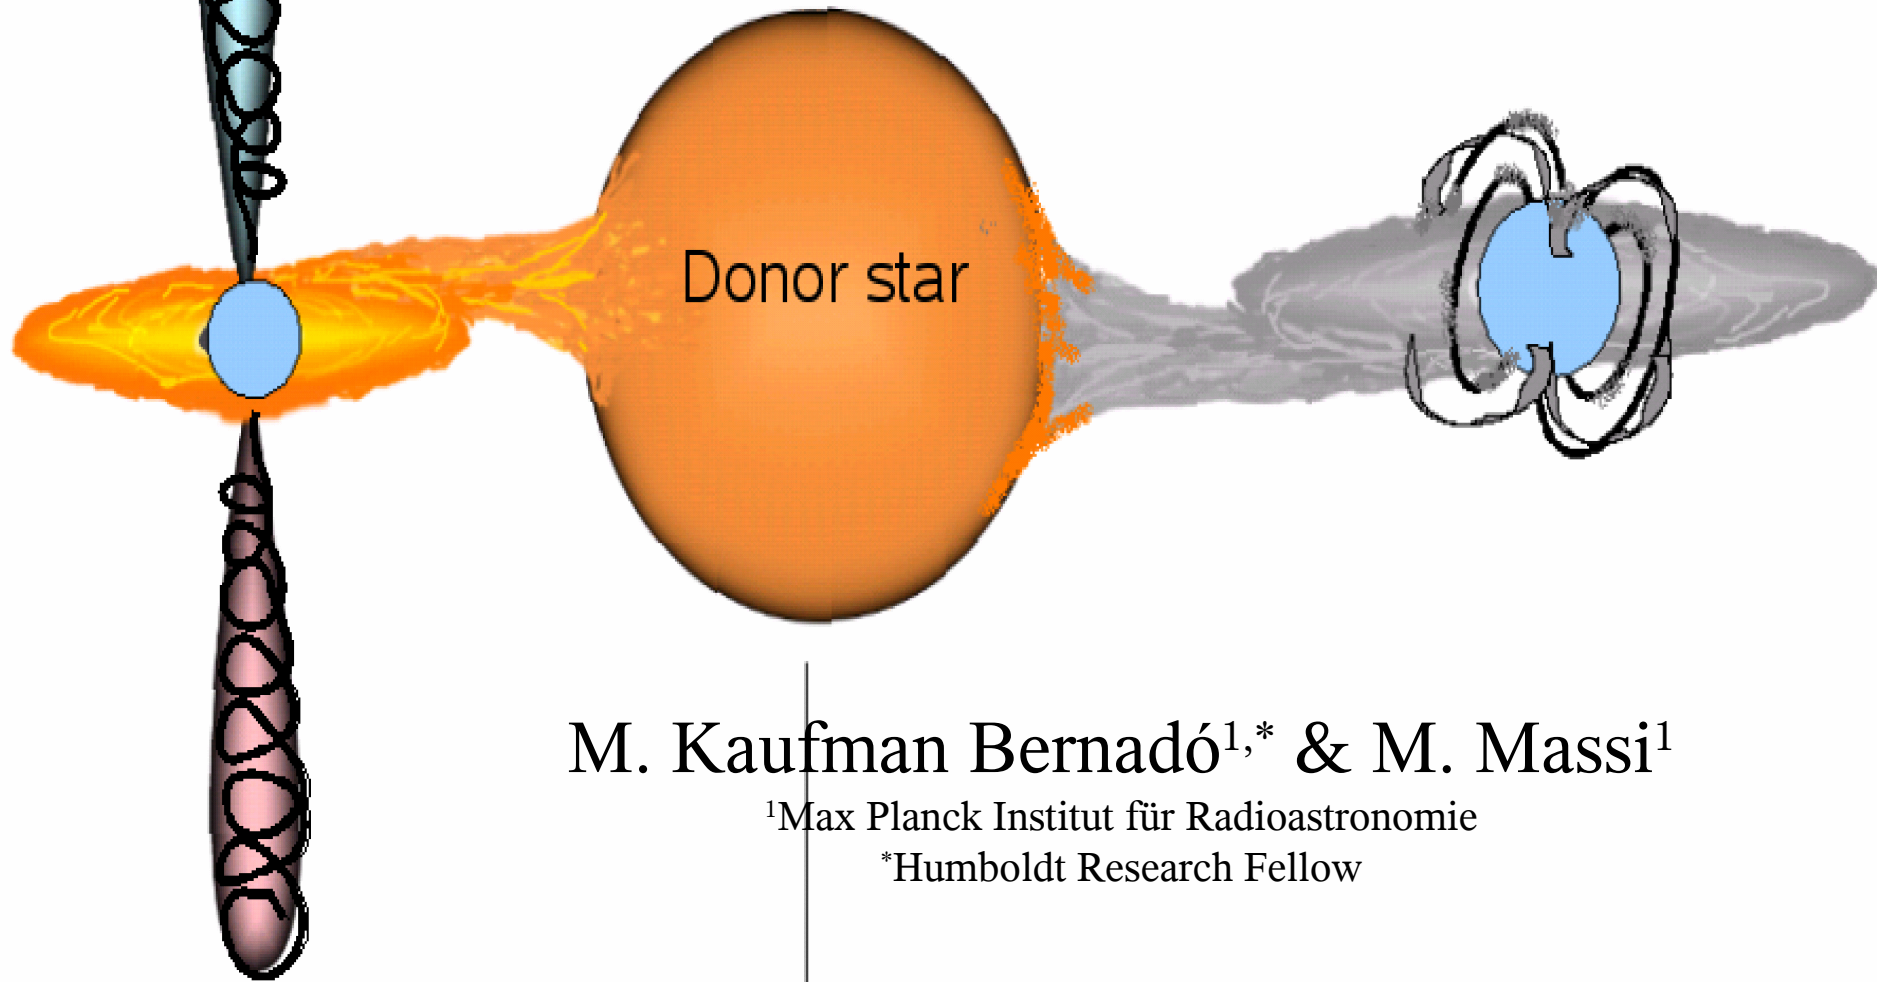 Donor star
M. Kaufman Bernadó¹,* & M. Massi¹
¹Max Planck Institut für Radioastronomie
*Humboldt Research Fellow